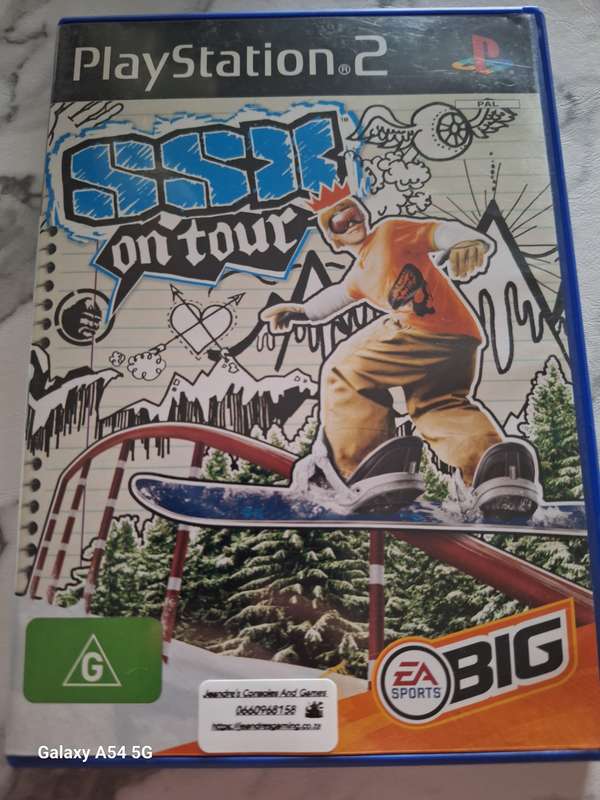 PlayStation®2
PAL
SSX™
on tour
G
EA
SPORTS
BIG
Jeandre's Consoles And Games
0660968158
https://jeandresgaming.co.za
Galaxy A54 5G